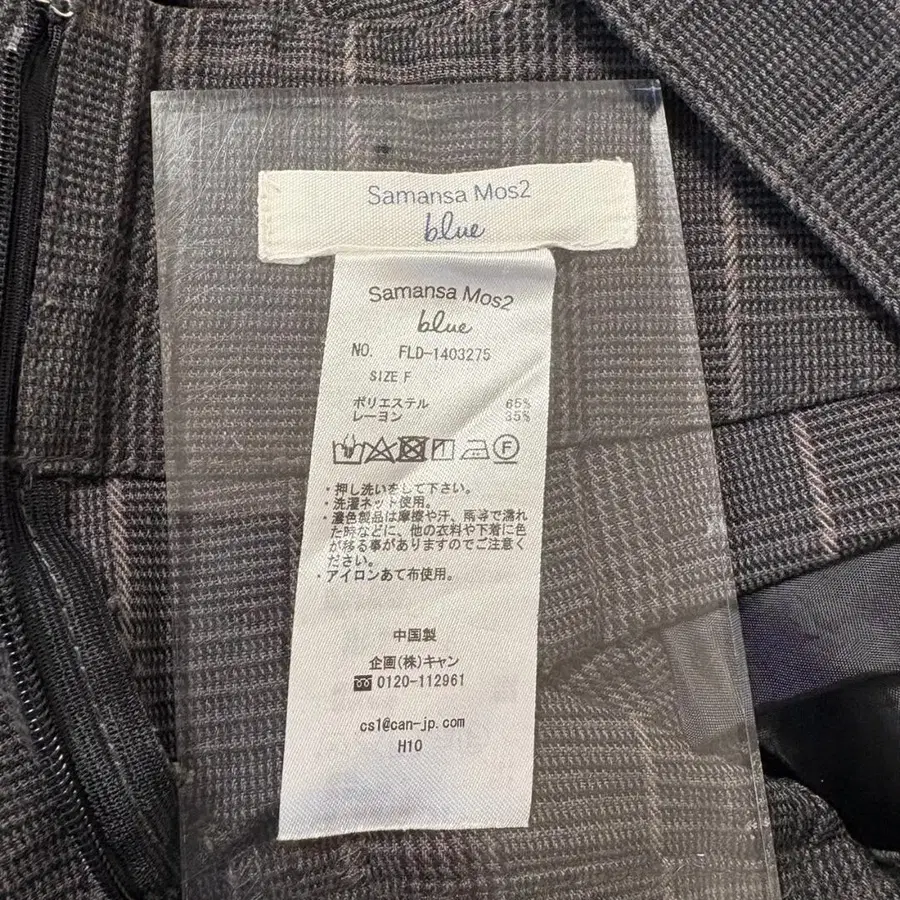 Samansa Mos2
blue
Samansa Mos2
blue
NO. FLD-1403275
SIZE F
ポリエステル 65%
レーヨン 35%
F
・押し洗いをして下さい。
・洗濯ネット使用。
・濃色製品は摩擦や汗、雨等で濡れ
た時などに、他の衣料や下着に色
が移る事がありますのでご注意く
ださい。
・アイロンあて布使用。
中国製
企画(株)キャン
0120-112961
cs1@can-jp.com
H10